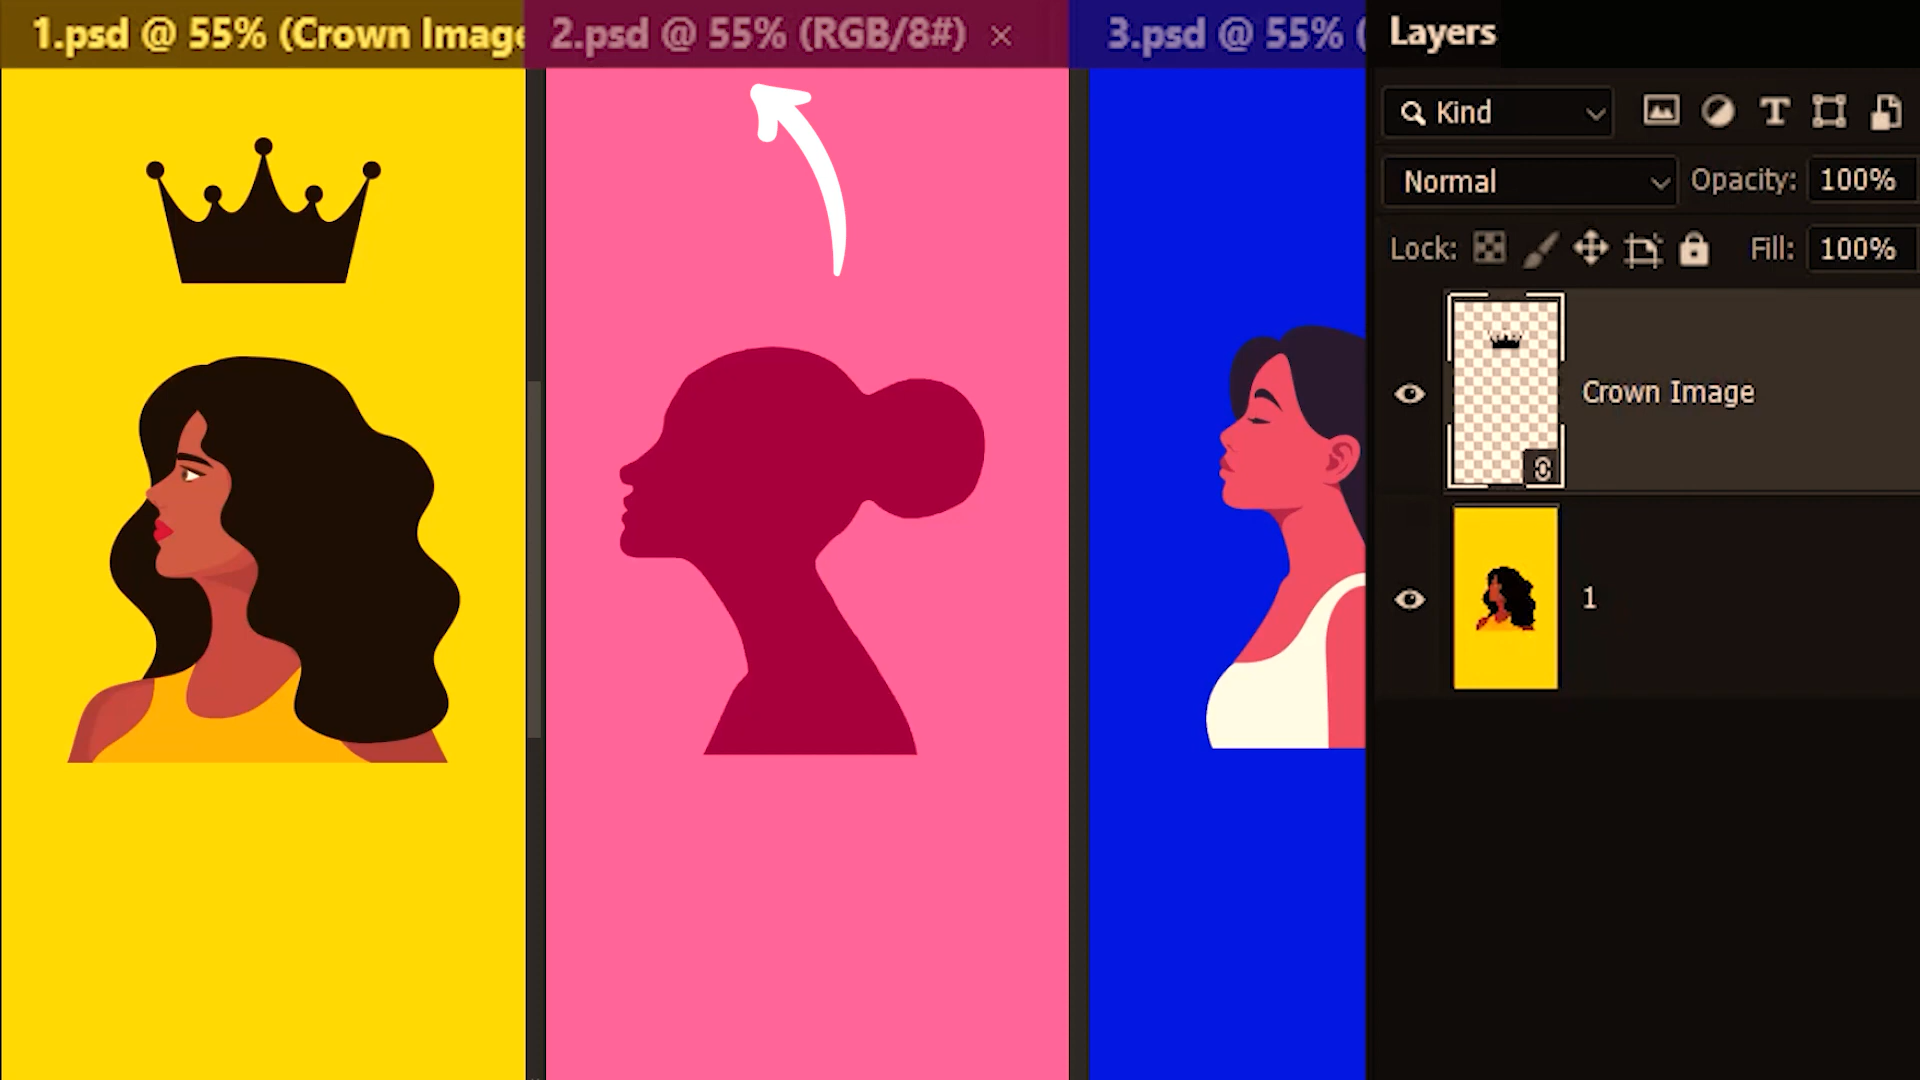 1.psd @ 55% (Crown Image
2.psd @ 55% (RGB/8#) ×
3.psd @ 55% (
Layers
Kind
Normal
Opacity: 100%
Lock:
Fill: 100%
Crown Image
1